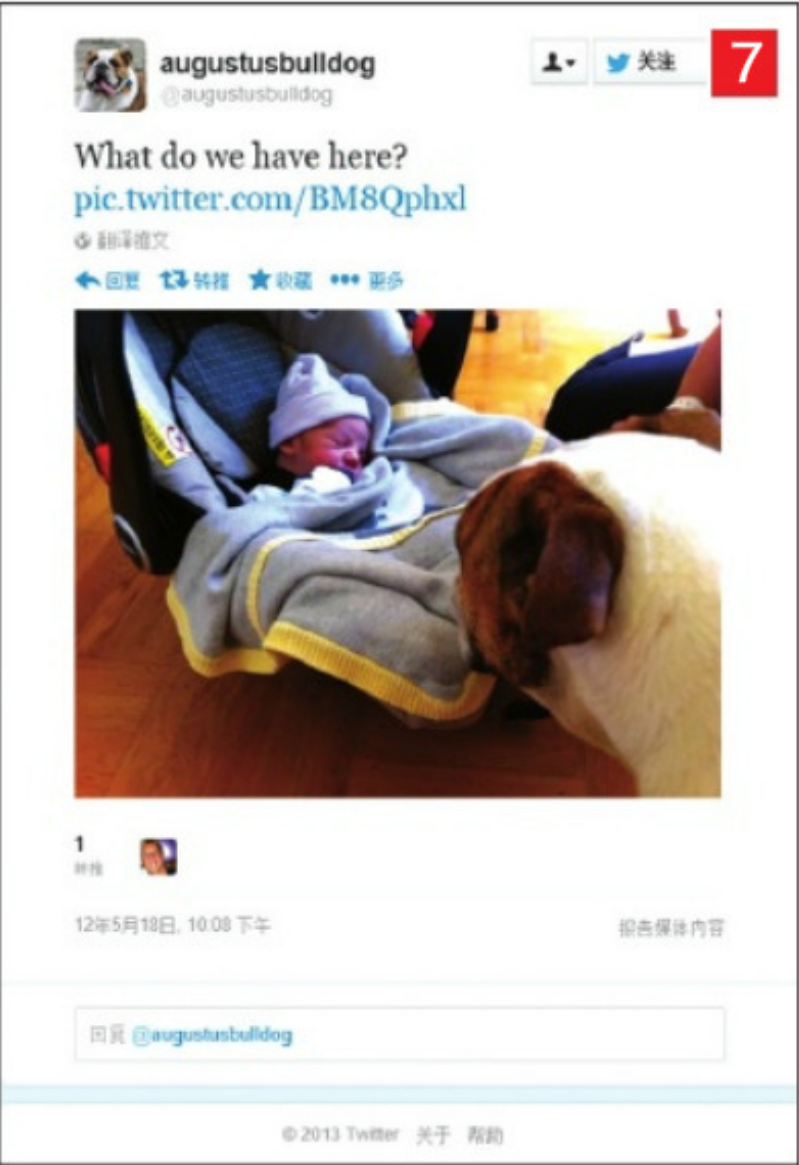 augustusbulldog
@augustusbulldog
关注
7
What do we have here?
pic.twitter.com/BM8Qphxl
翻译推文
回复 转推 收藏 更多
1
转推
12年5月18日, 10:08 下午
报告媒体内容
回复 @augustusbulldog
© 2013 Twitter 关于 帮助